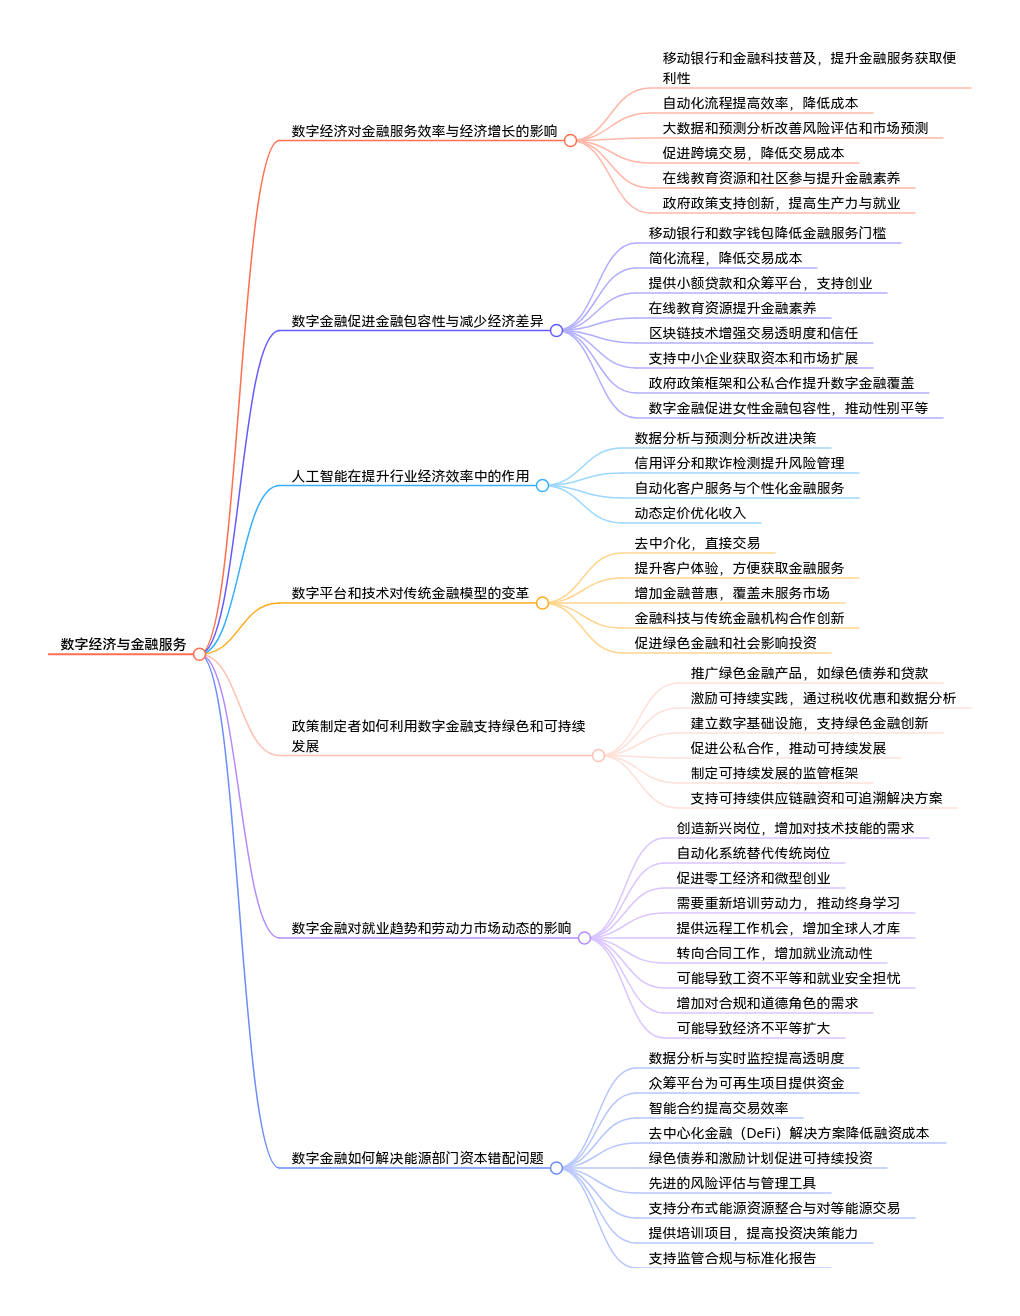 数字经济与金融服务
数字经济对金融服务效率与经济增长的影响
移动银行和金融科技普及，提升金融服务获取便
利性
自动化流程提高效率，降低成本
大数据和预测分析改善风险评估和市场预测
促进跨境交易，降低交易成本
在线教育资源和社区参与提升金融素养
政府政策支持创新，提高生产力与就业
数字金融促进金融包容性与减少经济差异
移动银行和数字钱包降低金融服务门槛
简化流程，降低交易成本
提供小额贷款和众筹平台，支持创业
在线教育资源提升金融素养
区块链技术增强交易透明度和信任
支持中小企业获取资本和市场扩展
政府政策框架和公私合作提升数字金融覆盖
数字金融促进女性金融包容性，推动性别平等
人工智能在提升行业经济效率中的作用
数据分析与预测分析改进决策
信用评分和欺诈检测提升风险管理
自动化客户服务与个性化金融服务
动态定价优化收入
数字平台和技术对传统金融模型的变革
去中介化，直接交易
提升客户体验，方便获取金融服务
增加金融普惠，覆盖未服务市场
金融科技与传统金融机构合作创新
促进绿色金融和社会影响投资
政策制定者如何利用数字金融支持绿色和可持续
发展
推广绿色金融产品，如绿色债券和贷款
激励可持续实践，通过税收优惠和数据分析
建立数字基础设施，支持绿色金融创新
促进公私合作，推动可持续发展
制定可持续发展的监管框架
支持可持续供应链融资和可追溯解决方案
数字金融对就业趋势和劳动力市场动态的影响
创造新兴岗位，增加对技术技能的需求
自动化系统替代传统岗位
促进零工经济和微型创业
需要重新培训劳动力，推动终身学习
提供远程工作机会，增加全球人才库
转向合同工作，增加就业流动性
可能导致工资不平等和就业安全担忧
增加对合规和道德角色的需求
可能导致经济不平等扩大
数字金融如何解决能源部门资本错配问题
数据分析与实时监控提高透明度
众筹平台为可再生项目提供资金
智能合约提高交易效率
去中心化金融（DeFi）解决方案降低融资成本
绿色债券和激励计划促进可持续投资
先进的风险评估与管理工具
支持分布式能源资源整合与对等能源交易
提供培训项目，提高投资决策能力
支持监管合规与标准化报告